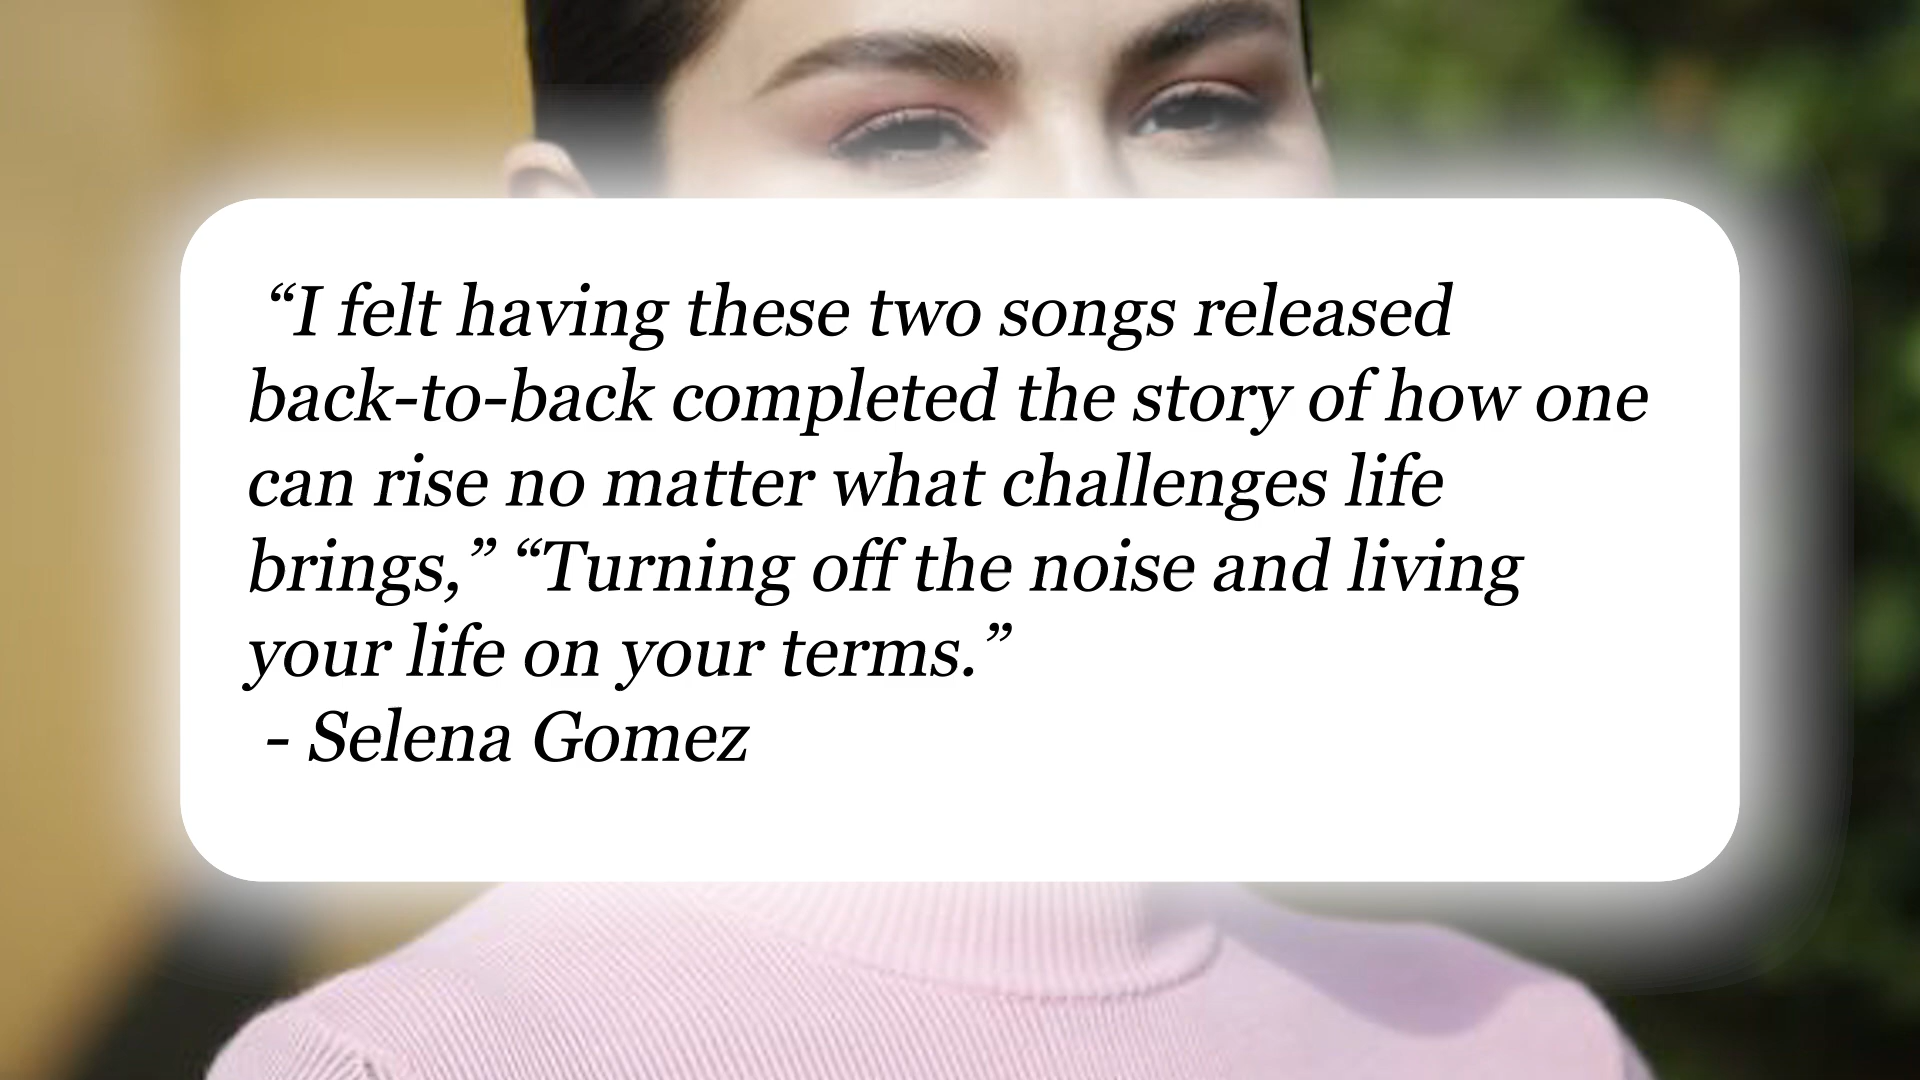 “I felt having these two songs released
back-to-back completed the story of how one
can rise no matter what challenges life
brings,” “Turning off the noise and living
your life on your terms.”
- Selena Gomez